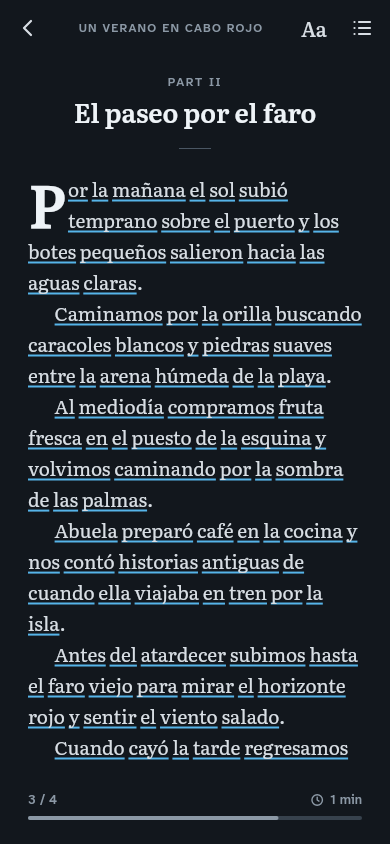 UN VERANO EN CABO ROJO
Aa
PART II
El paseo por el faro
Por la mañana el sol subió
temprano sobre el puerto y los
botes pequeños salieron hacia las
aguas claras.
Caminamos por la orilla buscando
caracoles blancos y piedras suaves
entre la arena húmeda de la playa.
Al mediodía compramos fruta
fresca en el puesto de la esquina y
volvimos caminando por la sombra
de las palmas.
Abuela preparó café en la cocina y
nos contó historias antiguas de
cuando ella viajaba en tren por la
isla.
Antes del atardecer subimos hasta
el faro viejo para mirar el horizonte
rojo y sentir el viento salado.
Cuando cayó la tarde regresamos
3 / 4
1 min